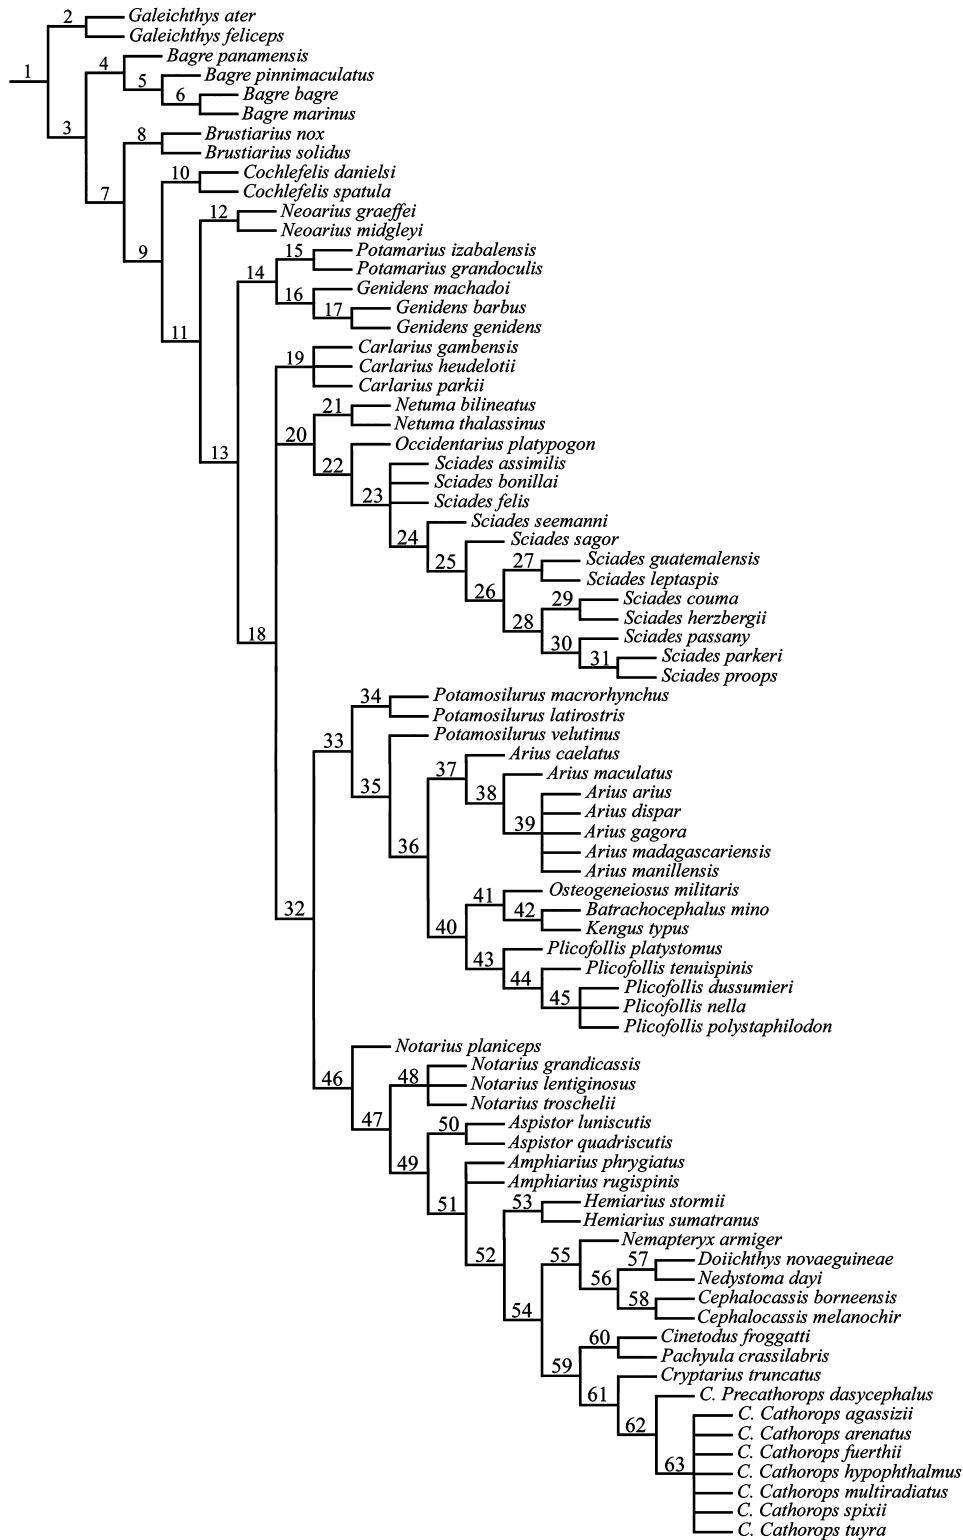 2 Galeichthys ater
Galeichthys feliceps
Bagre panamensis
1 4
5 Bagre pinnimaculatus
6 Bagre bagre
Bagre marinus
3 8 Brustiarius nox
Brustiarius solidus
10 Cochlefelis danielsi
7 Cochlefelis spatula
12 Neoarius graeffei
Neoarius midgleyi
9 15 Potamarius izabalensis
14 Potamarius grandoculis
16 Genidens machadoi
17 Genidens barbus
Genidens genidens
11 Carlarius gambensis
19 Carlarius heudelotii
Carlarius parkii
21 Netuma bilineatus
Netuma thalassinus
20 Occidentarius platypogon
13 22 Sciades assimilis
Sciades bonillai
23 Sciades felis
Sciades seemanni
24 Sciades sagor
25 27 Sciades guatemalensis
Sciades leptaspis
26 29 Sciades couma
28 Sciades herzbergii
18 30 Sciades passany
31 Sciades parkeri
Sciades proops
34 Potamosilurus macrorhynchus
Potamosilurus latirostris
33 Potamosilurus velutinus
Arius caelatus
37 Arius maculatus
35 38 Arius arius
Arius dispar
39 Arius gagora
36 Arius madagascariensis
Arius manillensis
41 Osteogeneiosus militaris
32 42 Batrachocephalus mino
40 Kengus typus
Plicofollis platystomus
43 Plicofollis tenuispinis
44 Plicofollis dussumieri
45 Plicofollis nella
Plicofollis polystaphilodon
Notarius planiceps
Notarius grandicassis
46 48 Notarius lentiginosus
Notarius troschelii
47 50 Aspistor luniscutis
Aspistor quadriscutis
49 Amphiarius phrygiatus
Amphiarius rugispinis
51 53 Hemiarius stormii
Hemiarius sumatranus
Nemapteryx armiger
52 55 57 Doiichthys novaeguineae
56 Nedystoma dayi
58 Cephalocassis borneensis
54 Cephalocassis melanochir
60 Cinetodus froggatti
Pachyula crassilabris
59 Cryptarius truncatus
61 C. Precathorops dasycephalus
C. Cathorops agassizii
62 C. Cathorops arenatus
C. Cathorops fuerthii
63 C. Cathorops hypophthalmus
C. Cathorops multiradiatus
C. Cathorops spixii
C. Cathorops tuyra